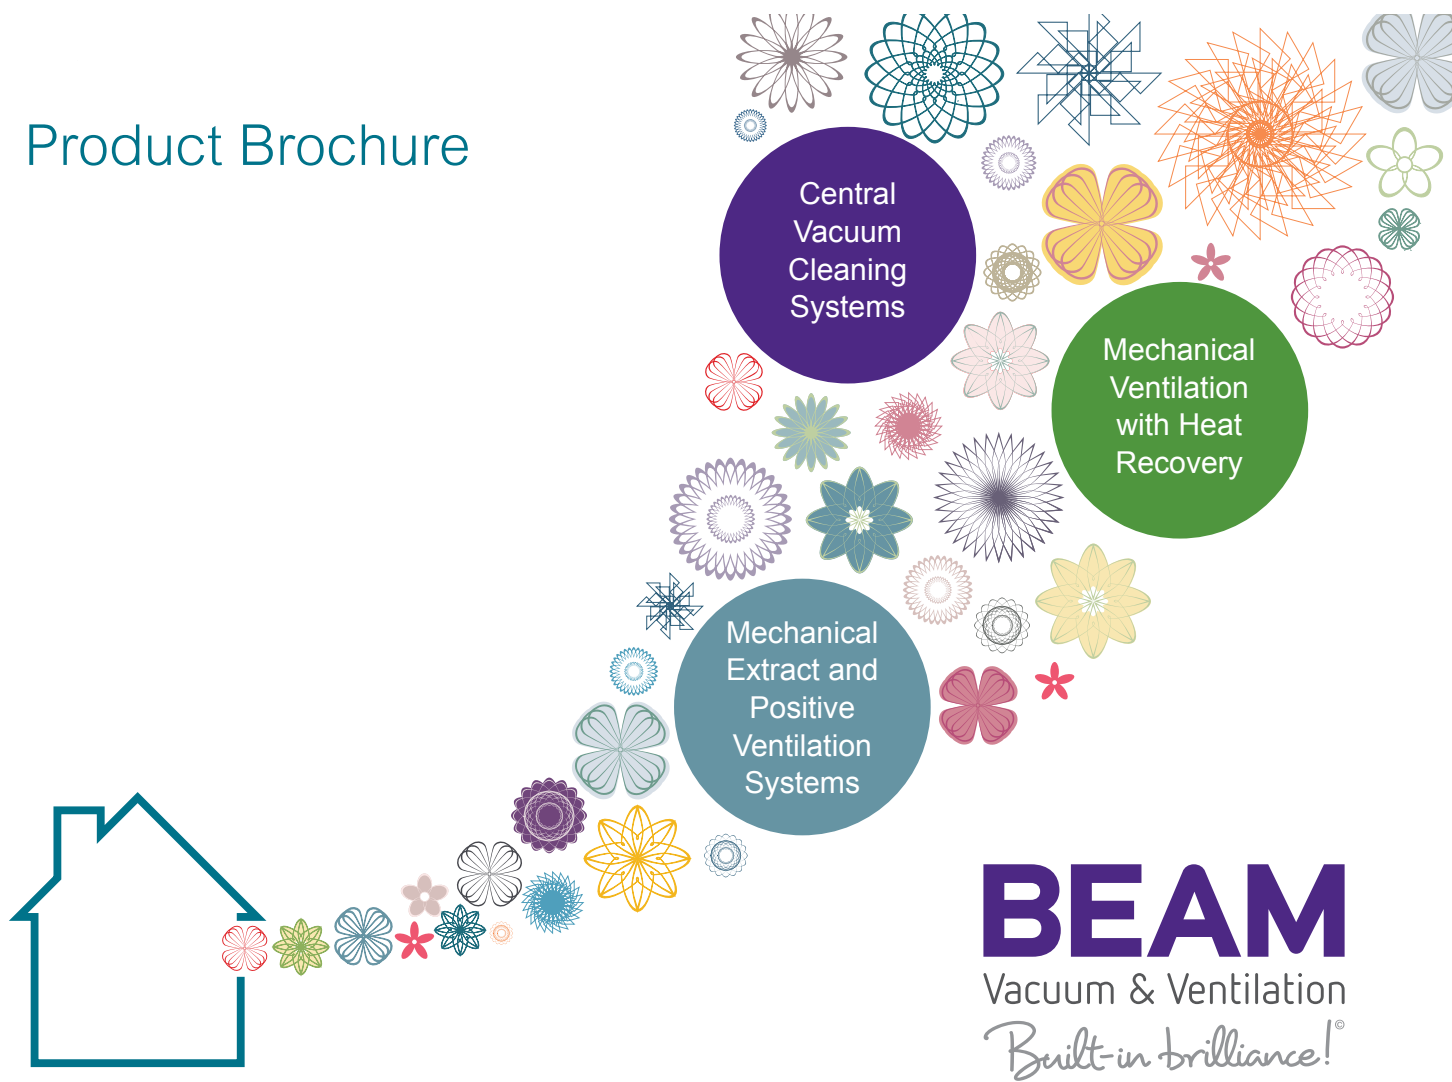 Product Brochure
Central
Vacuum
Cleaning
Systems
Mechanical
Ventilation
with Heat
Recovery
Mechanical
Extract and
Positive
Ventilation
Systems
BEAM
Vacuum & Ventilation
Built-in brilliance!©